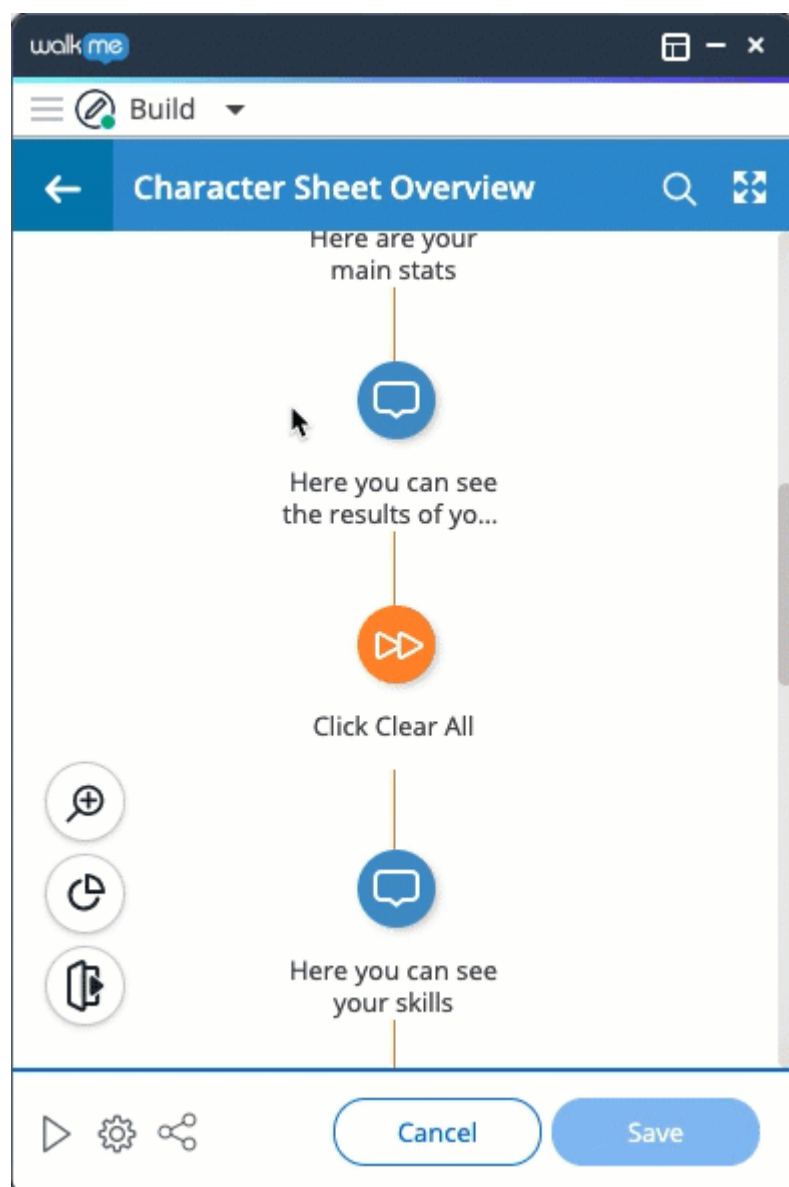 walkme
Build
Character Sheet Overview
Here are your
main stats
Here you can see
the results of yo...
Click Clear All
Here you can see
your skills
Cancel
Save